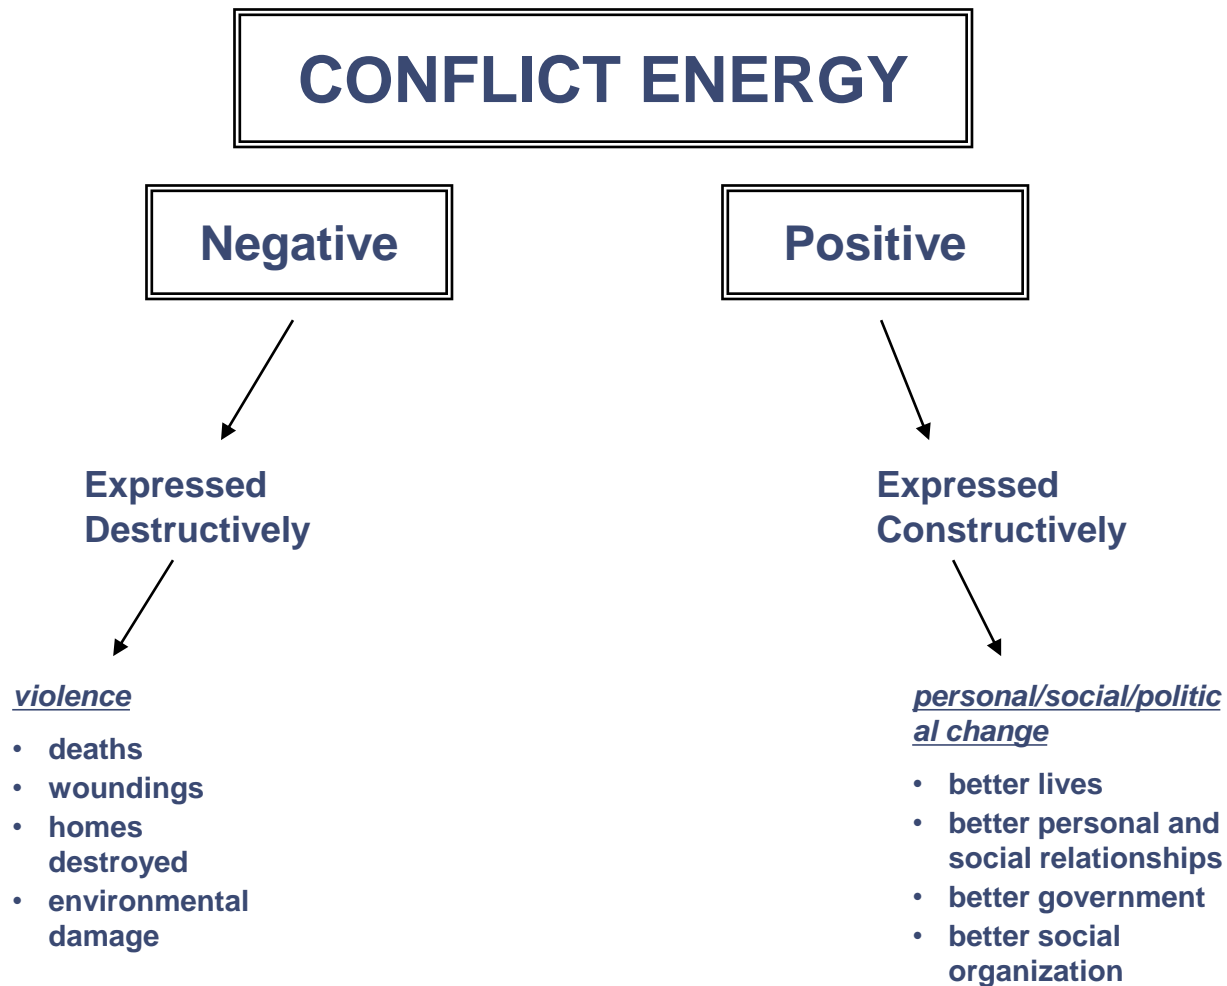 CONFLICT ENERGY
Negative
Positive
Expressed
Destructively
Expressed
Constructively
violence
• deaths
• woundings
• homes
destroyed
• environmental
damage
personal/social/politic
al change
• better lives
• better personal and
social relationships
• better government
• better social
organization